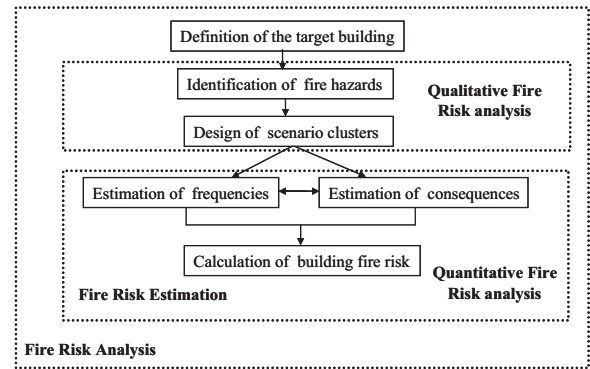 Definition of the target building
Identification of fire hazards
Qualitative Fire
Risk analysis
Design of scenario clusters
Estimation of frequencies
Estimation of consequences
Calculation of building fire risk
Quantitative Fire
Risk analysis
Fire Risk Estimation
Fire Risk Analysis